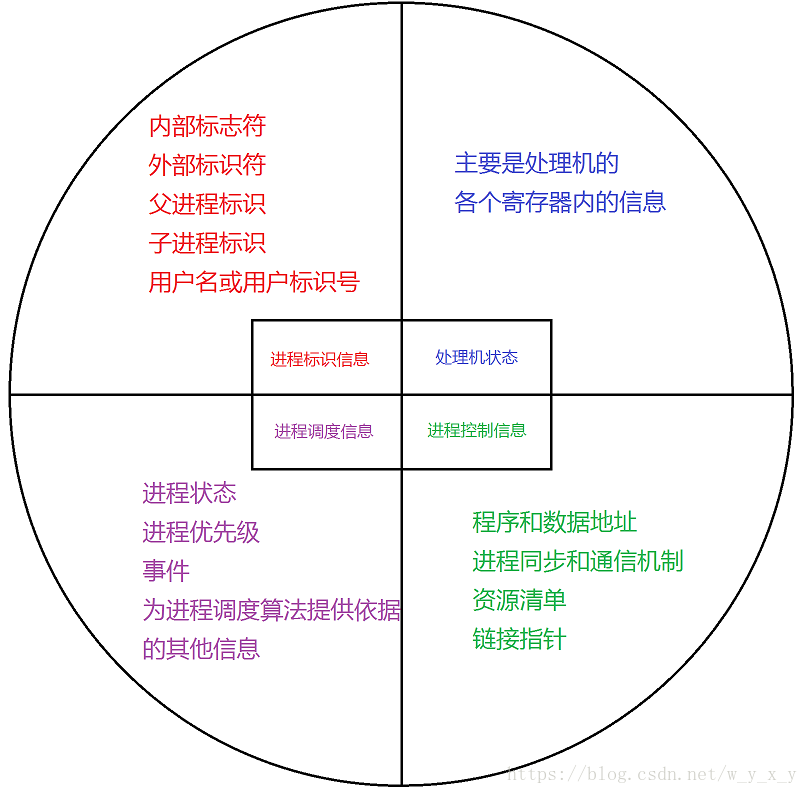 内部标志符
外部标识符
父进程标识
子进程标识
用户名或用户标识号
主要是处理机的
各个寄存器内的信息
进程标识信息
处理机状态
进程调度信息
进程控制信息
进程状态
进程优先级
事件
为进程调度算法提供依据
的其他信息
程序和数据地址
进程同步和通信机制
资源清单
链接指针
https://blog.csdn.net/w_y_x_y